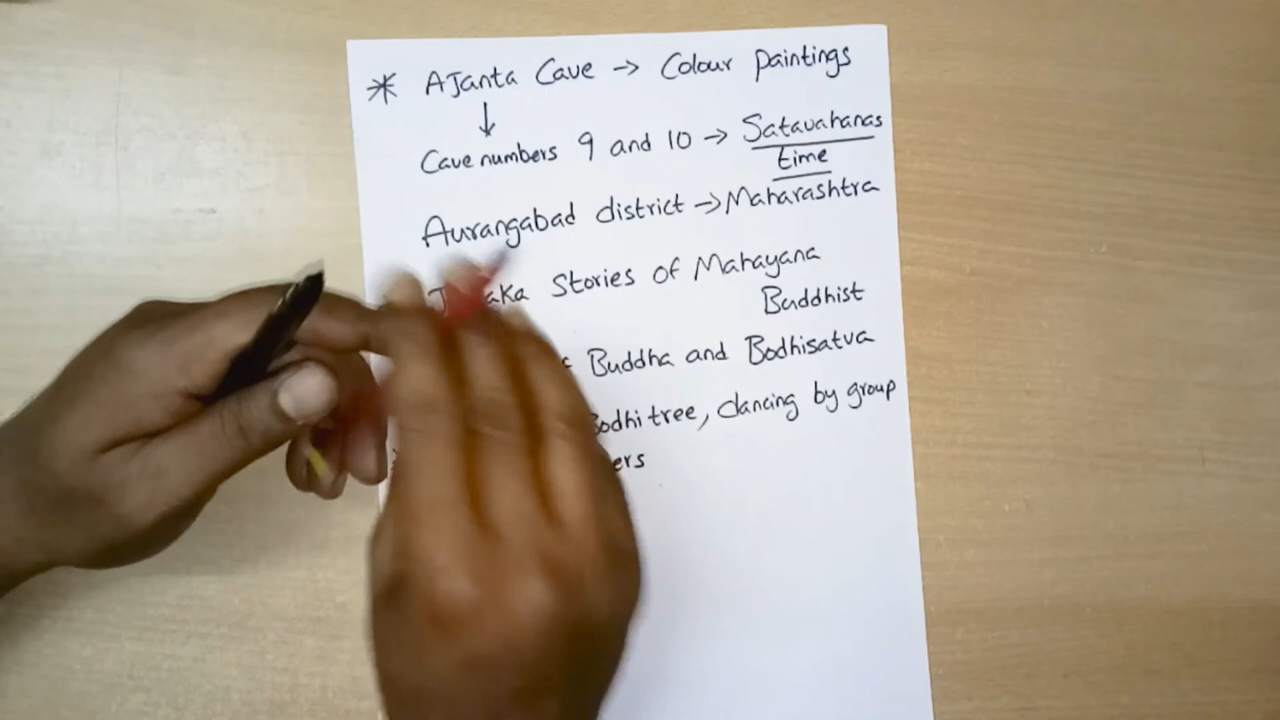 * AJanta Cave → Colour Paintings
↓
Cave numbers 9 and 10 → Satavahanas
time
Aurangabad district → Maharashtra
Stories of Mahayana
Buddhist
Buddha and Bodhisatva
Bodhi tree, dancing by group